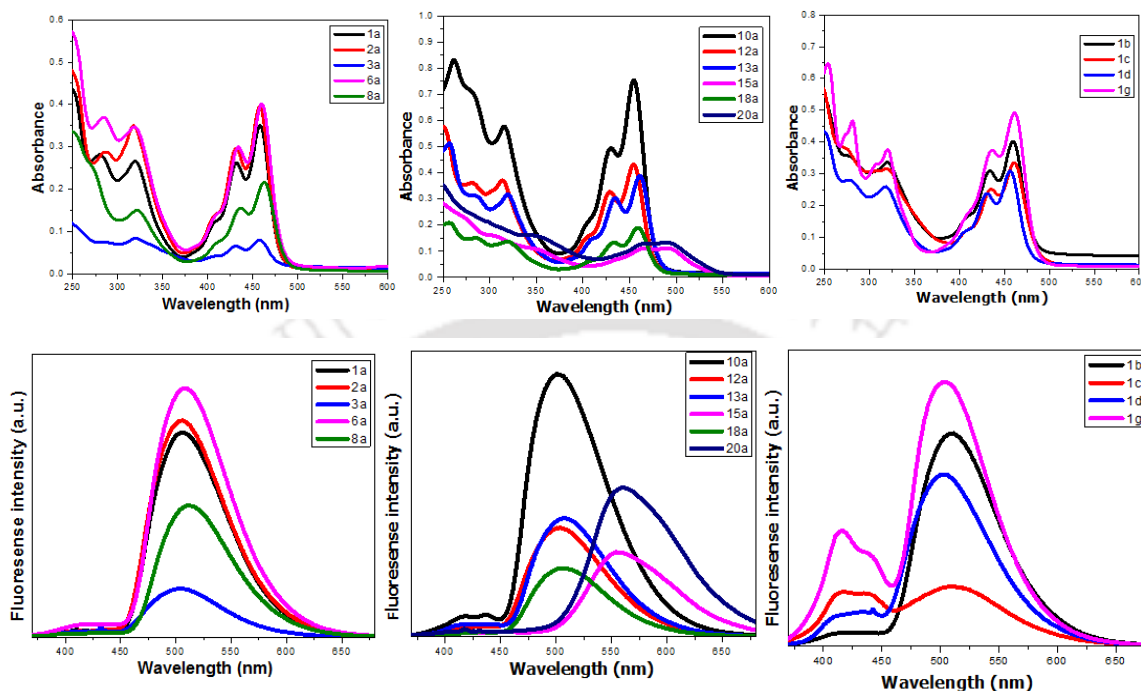 0.6
0.5
0.4
0.3
0.2
0.1
0.0
250 300 350 400 450 500 550 600
Absorbance
Wavelength (nm)
1a
2a
3a
6a
8a
1.0
0.9
0.8
0.7
0.6
0.5
0.4
0.3
0.2
0.1
0.0
250 300 350 400 450 500 550 600
Absorbance
Wavelength (nm)
10a
12a
13a
15a
18a
20a
0.8
0.7
0.6
0.5
0.4
0.3
0.2
0.1
0.0
250 300 350 400 450 500 550 600
Absorbance
Wavelength (nm)
1b
1c
1d
1g
Fluoresense intensity (a.u.)
400 450 500 550 600 650
Wavelength (nm)
1a
2a
3a
6a
8a
Fluoresense intensity (a.u.)
400 450 500 550 600 650
Wavelength (nm)
10a
12a
13a
15a
18a
20a
Fluoresense intensity (a.u.)
400 450 500 550 600 650
Wavelength (nm)
1b
1c
1d
1g